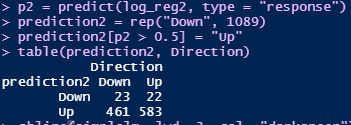 > p2 = predict(log_reg2, type = "response")
> prediction2 = rep("Down", 1089)
> prediction2[p2 > 0.5] = "Up"
> table(prediction2, Direction)
Direction
prediction2 Down Up
Down 23 22
Up 461 583